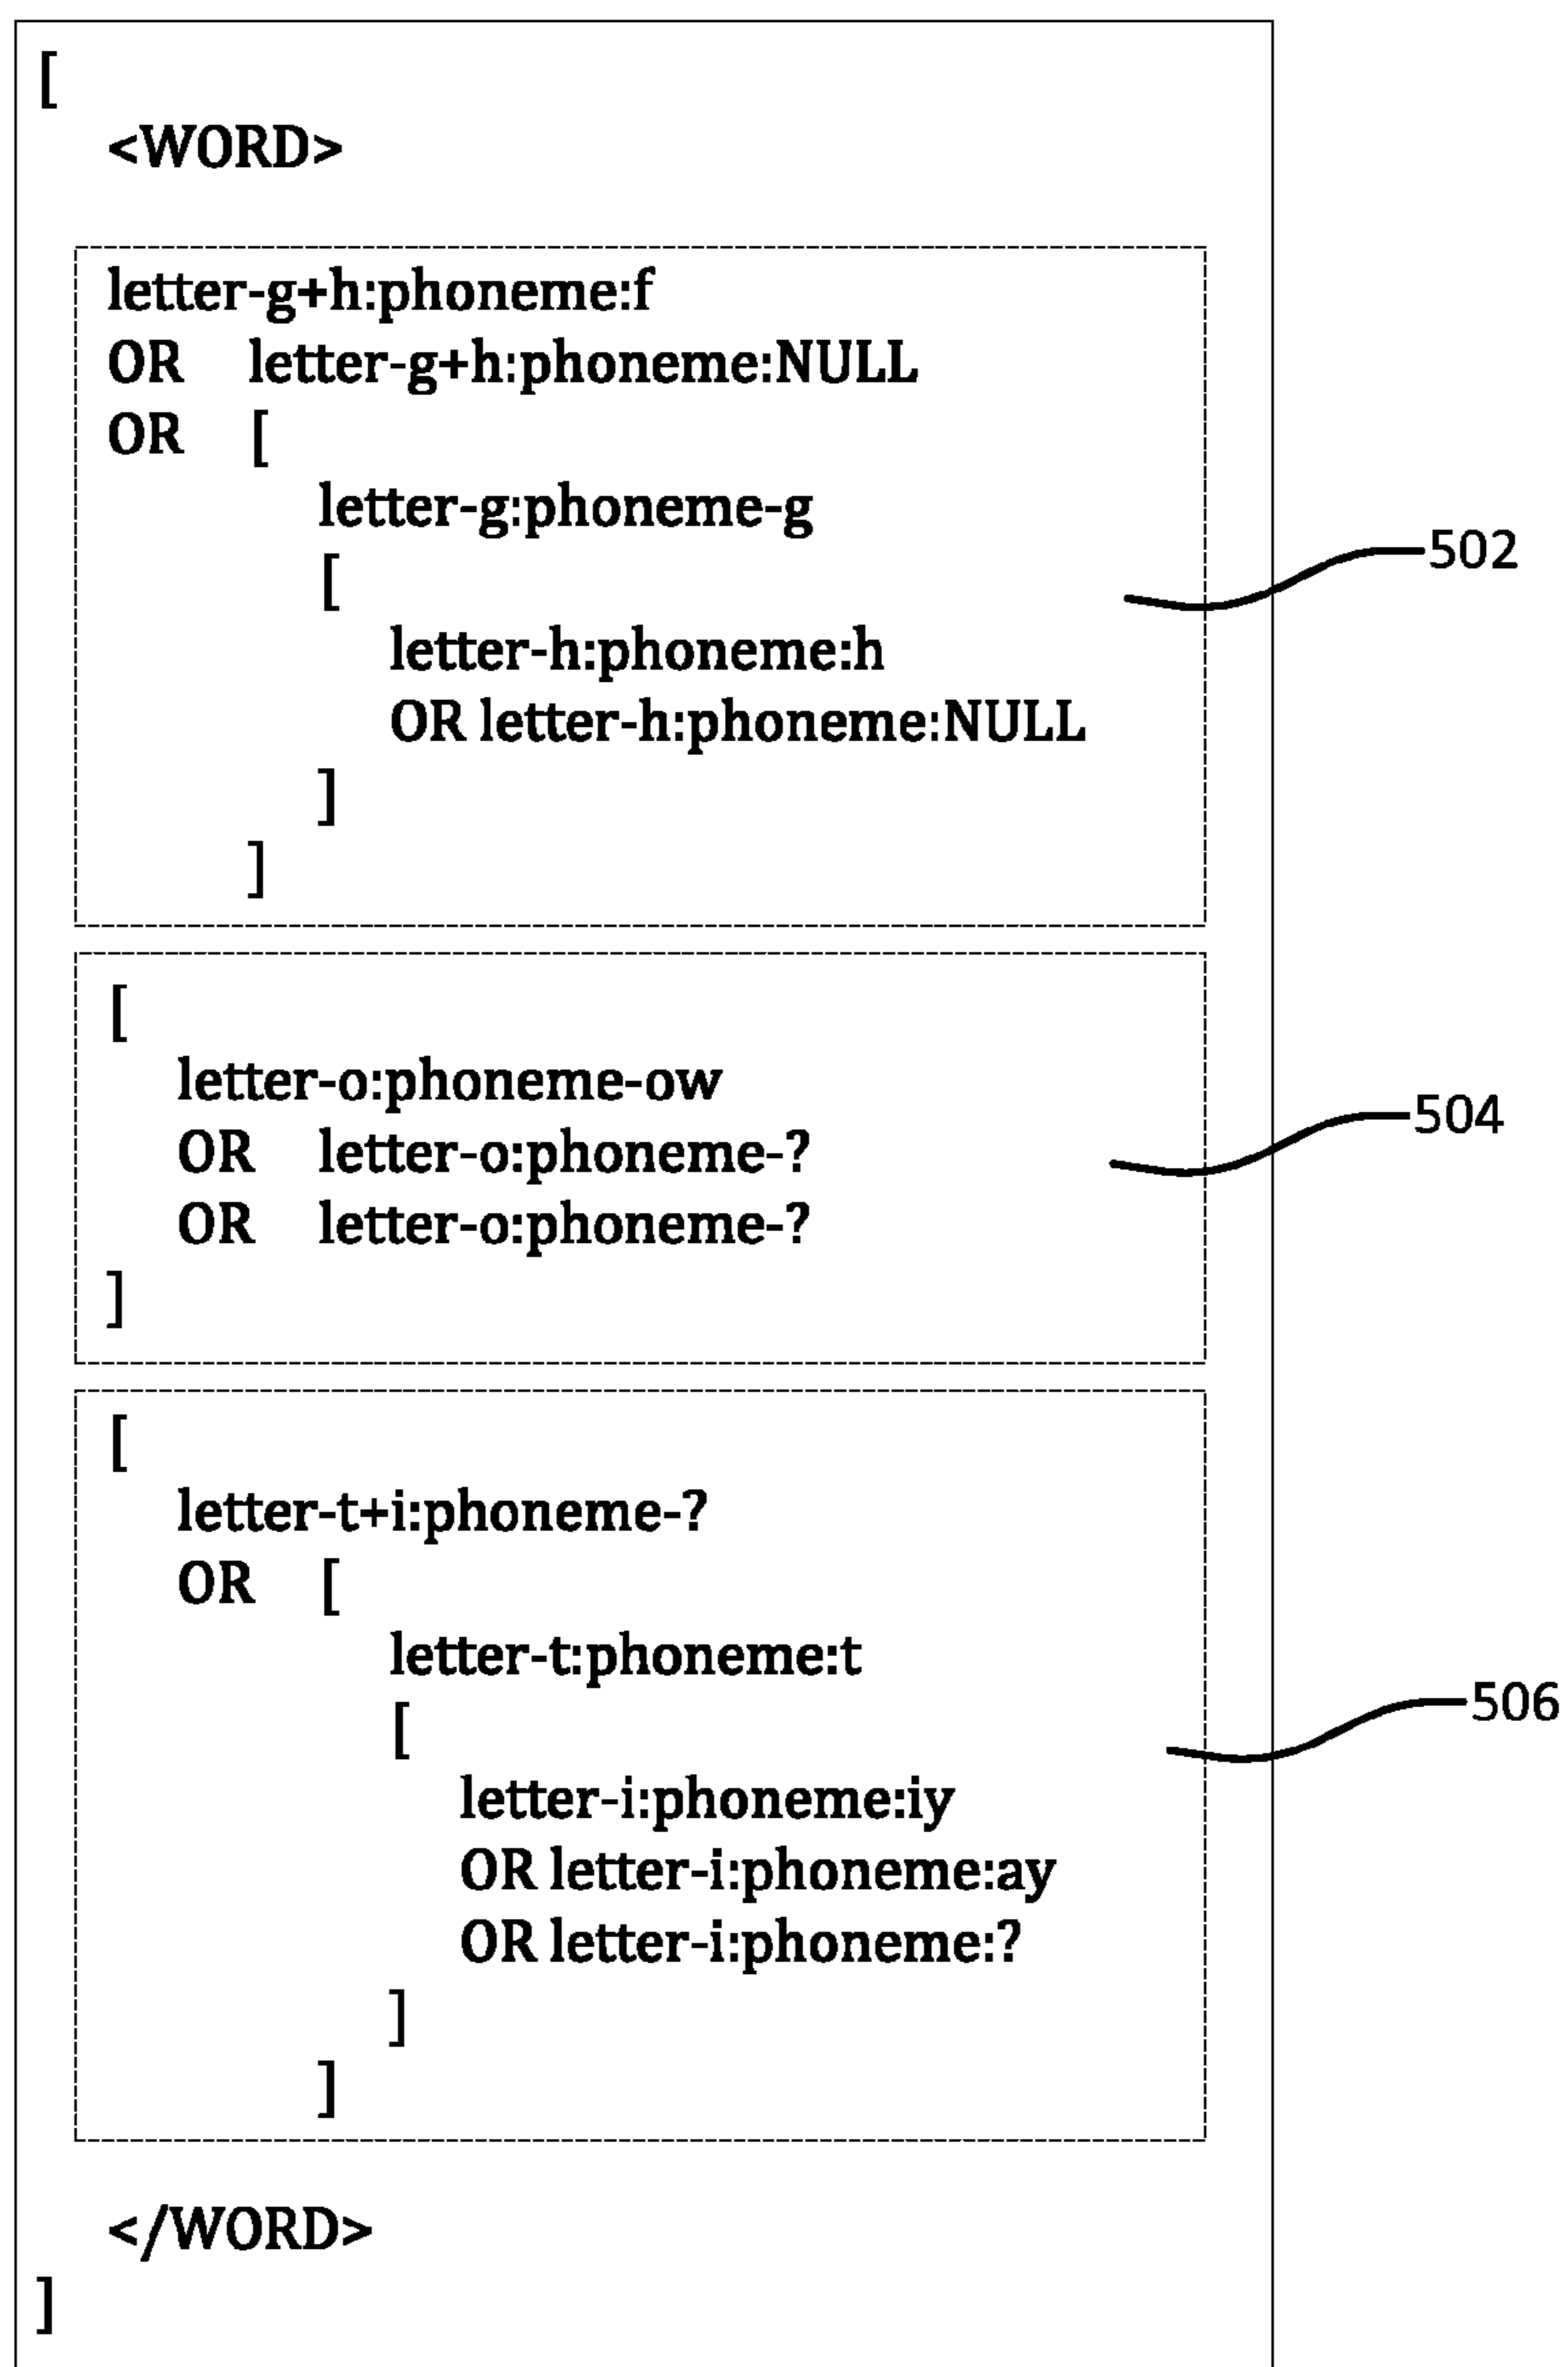 [
<WORD>
letter-g+h:phoneme:f
OR letter-g+h:phoneme:NULL
OR [
letter-g:phoneme-g
[
letter-h:phoneme:h
OR letter-h:phoneme:NULL
]
]
502
[
letter-o:phoneme-ow
OR letter-o:phoneme-?
OR letter-o:phoneme-?
]
504
[
letter-t+i:phoneme-?
OR [
letter-t:phoneme:t
[
letter-i:phoneme:iy
OR letter-i:phoneme:ay
OR letter-i:phoneme:?
]
]
506
</WORD>
]